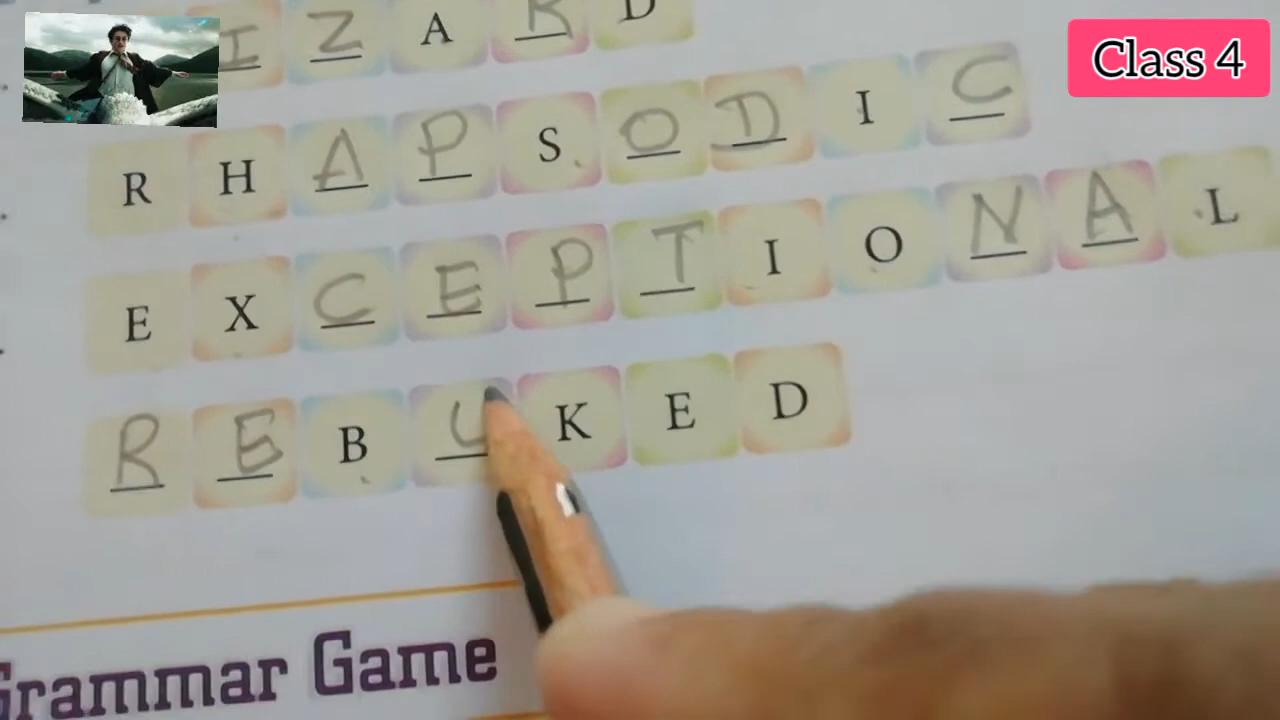 Class 4
I Z A R D
R H A P S O D I C
E X C E P T I O N A L
R E B U K E D
Grammar Game